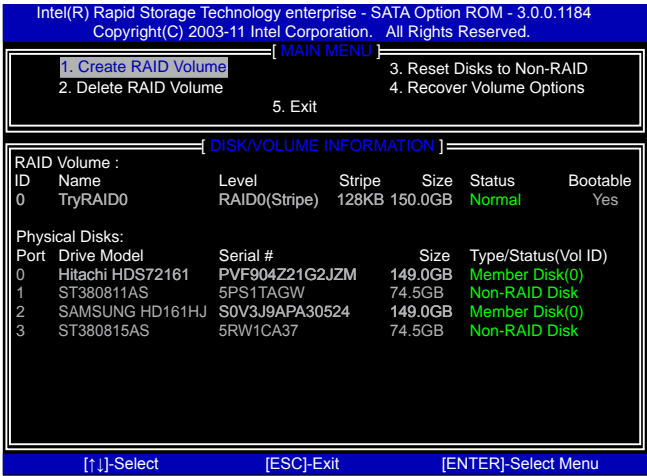 Intel(R) Rapid Storage Technology enterprise - SATA Option ROM - 3.0.0.1184
Copyright(C) 2003-11 Intel Corporation.   All Rights Reserved.
[ MAIN MENU ]
1. Create RAID Volume 3. Reset Disks to Non-RAID
2. Delete RAID Volume 4. Recover Volume Options
5. Exit
[ DISK/VOLUME INFORMATION ]
RAID Volume :
ID Name Level Stripe Size Status Bootable
0 TryRAID0 RAID0(Stripe) 128KB 150.0GB Normal Yes
Physical Disks:
Port Drive Model Serial # Size Type/Status(Vol ID)
0 Hitachi HDS72161 PVF904Z21G2JZM 149.0GB Member Disk(0)
1 ST380811AS 5PS1TAGW 74.5GB Non-RAID Disk
2 SAMSUNG HD161HJ S0V3J9APA30524 149.0GB Member Disk(0)
3 ST380815AS 5RW1CA37 74.5GB Non-RAID Disk
[↑↓]-Select [ESC]-Exit [ENTER]-Select Menu